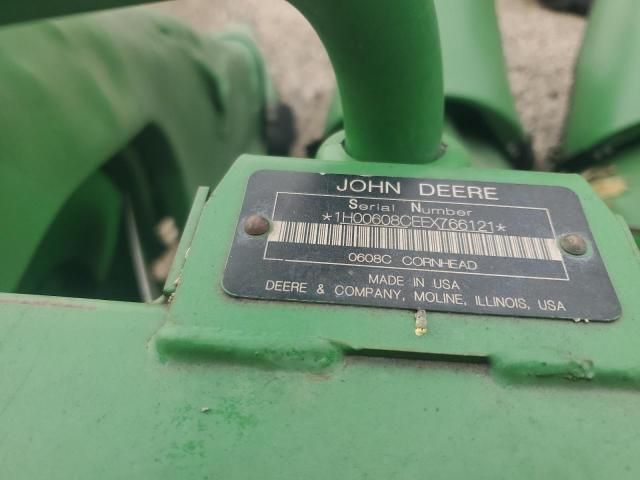 JOHN DEERE
Serial Number
*1H00608CEEX766121*
0608C CORNHEAD
MADE IN USA
DEERE & COMPANY, MOLINE, ILLINOIS, USA